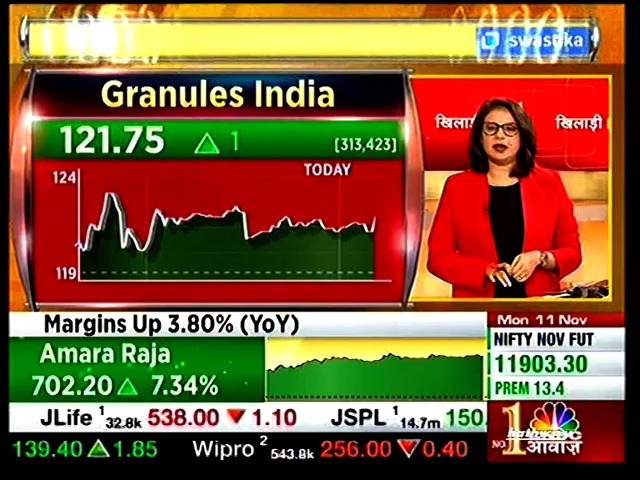 swastika
Granules India
121.75 ▲ 1 [313,423]
TODAY
124
119
खिलाड़ी
Margins Up 3.80% (YoY)
Amara Raja
702.20 ▲ 7.34%
Mon 11 Nov
NIFTY NOV FUT
11903.30
PREM 13.4
JLife 1 32.8k 538.00 ▼ 1.10 JSPL 1 14.7m 150
139.40 ▲ 1.85 Wipro 2 543.8k 256.00 ▼ 0.40
NO. 1
आवाज़